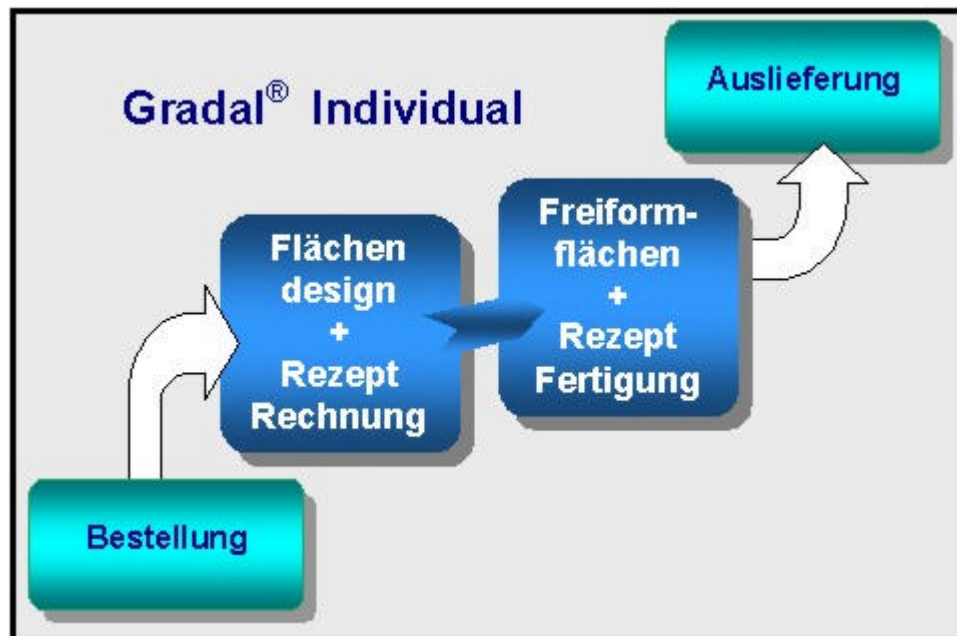 Gradal® Individual
Auslieferung
Flächen
design
+
Rezept
Rechnung
Freiform-
flächen
+
Rezept
Fertigung
Bestellung